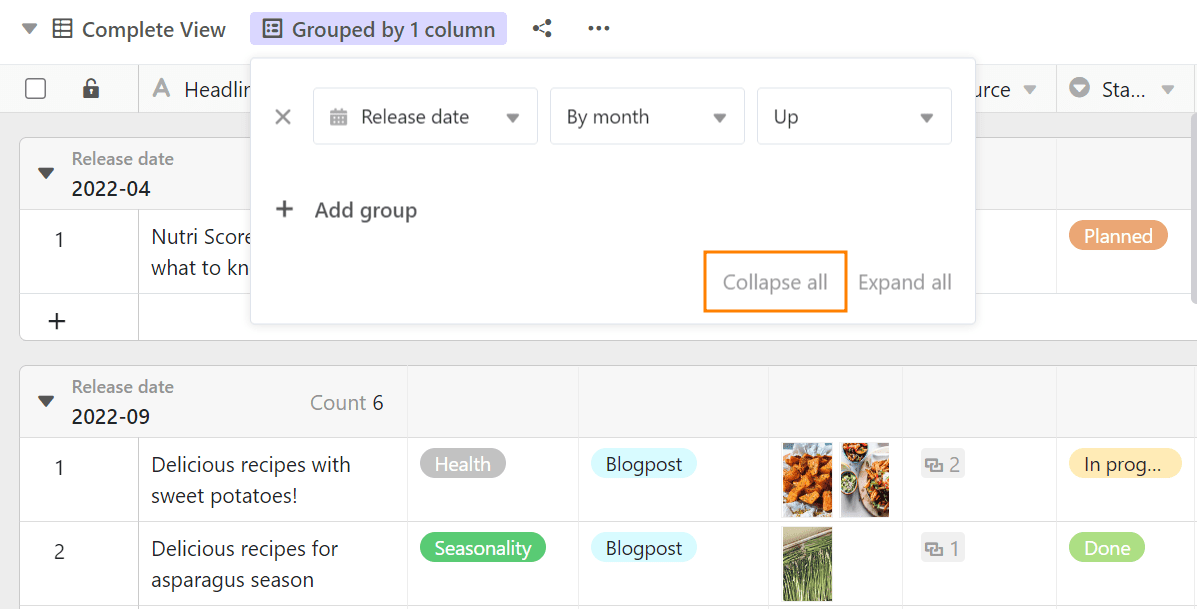 Complete View Grouped by 1 column
Headlin urce Sta...
Release date By month Up
Release date
2022-04
Add group
1 Nutri Score Planned
what to kn
Collapse all Expand all
Release date
2022-09 Count 6
1 Delicious recipes with Health Blogpost 2 In prog...
sweet potatoes!
2 Delicious recipes for Seasonality Blogpost 1 Done
asparagus season